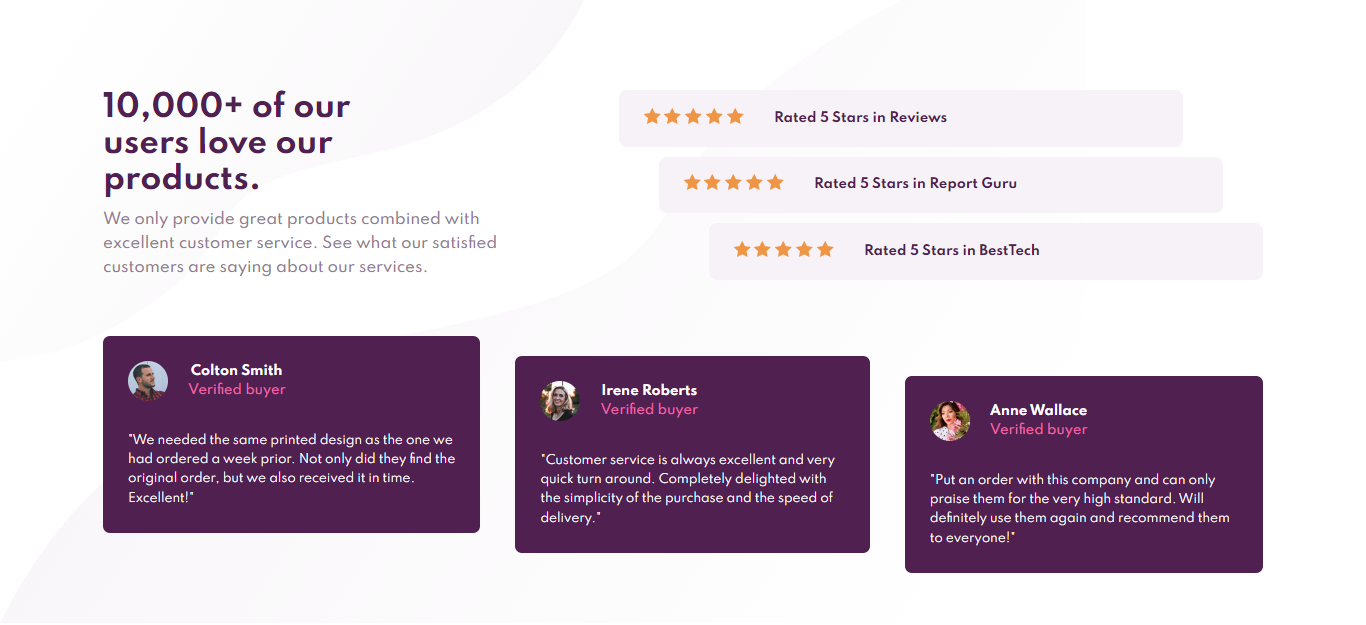 10,000+ of our
users love our
products.
We only provide great products combined with
excellent customer service. See what our satisfied
customers are saying about our services.
Rated 5 Stars in Reviews
Rated 5 Stars in Report Guru
Rated 5 Stars in BestTech
Colton Smith
Verified buyer
"We needed the same printed design as the one we
had ordered a week prior. Not only did they find the
original order, but we also received it in time.
Excellent!"
Irene Roberts
Verified buyer
"Customer service is always excellent and very
quick turn around. Completely delighted with
the simplicity of the purchase and the speed of
delivery."
Anne Wallace
Verified buyer
"Put an order with this company and can only
praise them for the very high standard. Will
definitely use them again and recommend them
to everyone!"